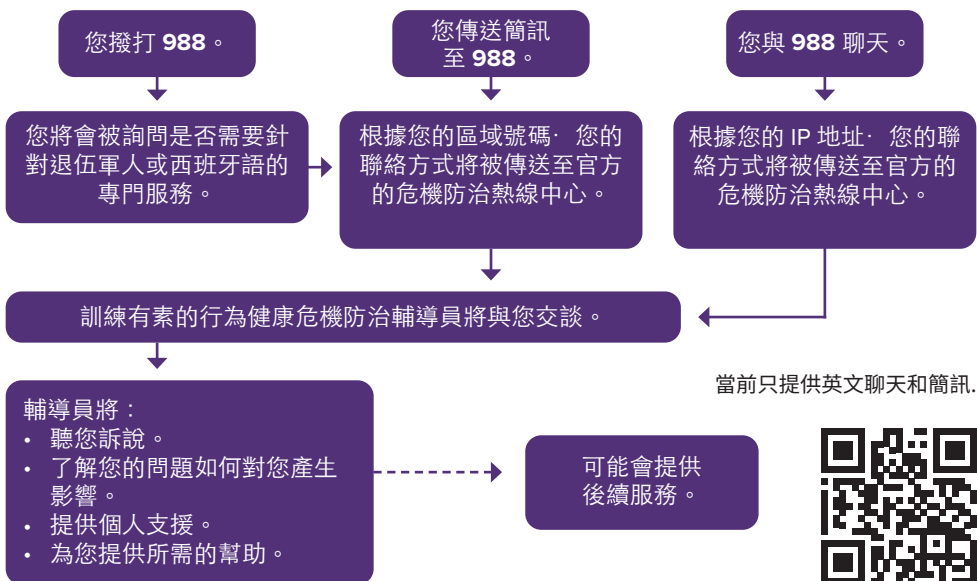 您撥打 988。
您傳送簡訊
至 988。
您與 988 聊天。
您將會被詢問是否需要針
對退伍軍人或西班牙語的
專門服務。
根據您的區域號碼· 您的
聯絡方式將被傳送至官方
的危機防治熱線中心。
根據您的 IP 地址· 您的聯
絡方式將被傳送至官方的
危機防治熱線中心。
訓練有素的行為健康危機防治輔導員將與您交談。
當前只提供英文聊天和簡訊.
輔導員將：
• 聽您訴說。
• 了解您的問題如何對您產生
影響。
• 提供個人支援。
• 為您提供所需的幫助。
可能會提供
後續服務。